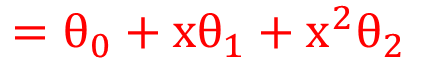 = θ₀ + xθ₁ + x²θ₂